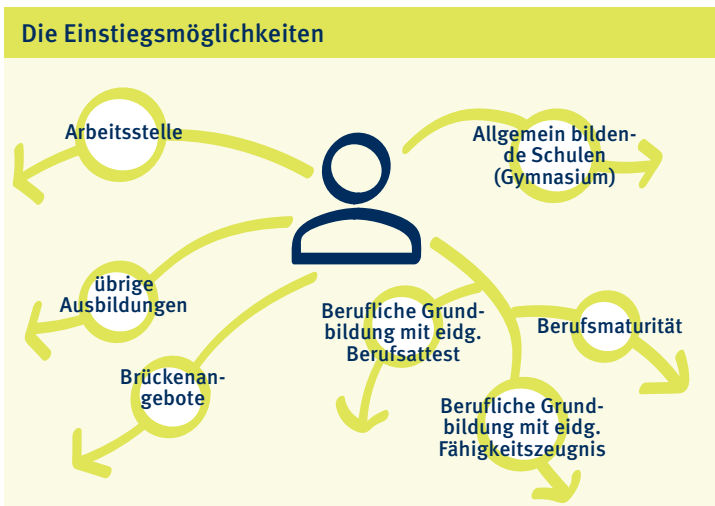 Die Einstiegsmöglichkeiten
Arbeitsstelle
Allgemein bilden-
de Schulen
(Gymnasium)
übrige
Ausbildungen
Berufliche Grund-
bildung mit eidg.
Berufsattest
Berufsmaturität
Brückenan-
gebote
Berufliche Grund-
bildung mit eidg.
Fähigkeitszeugnis